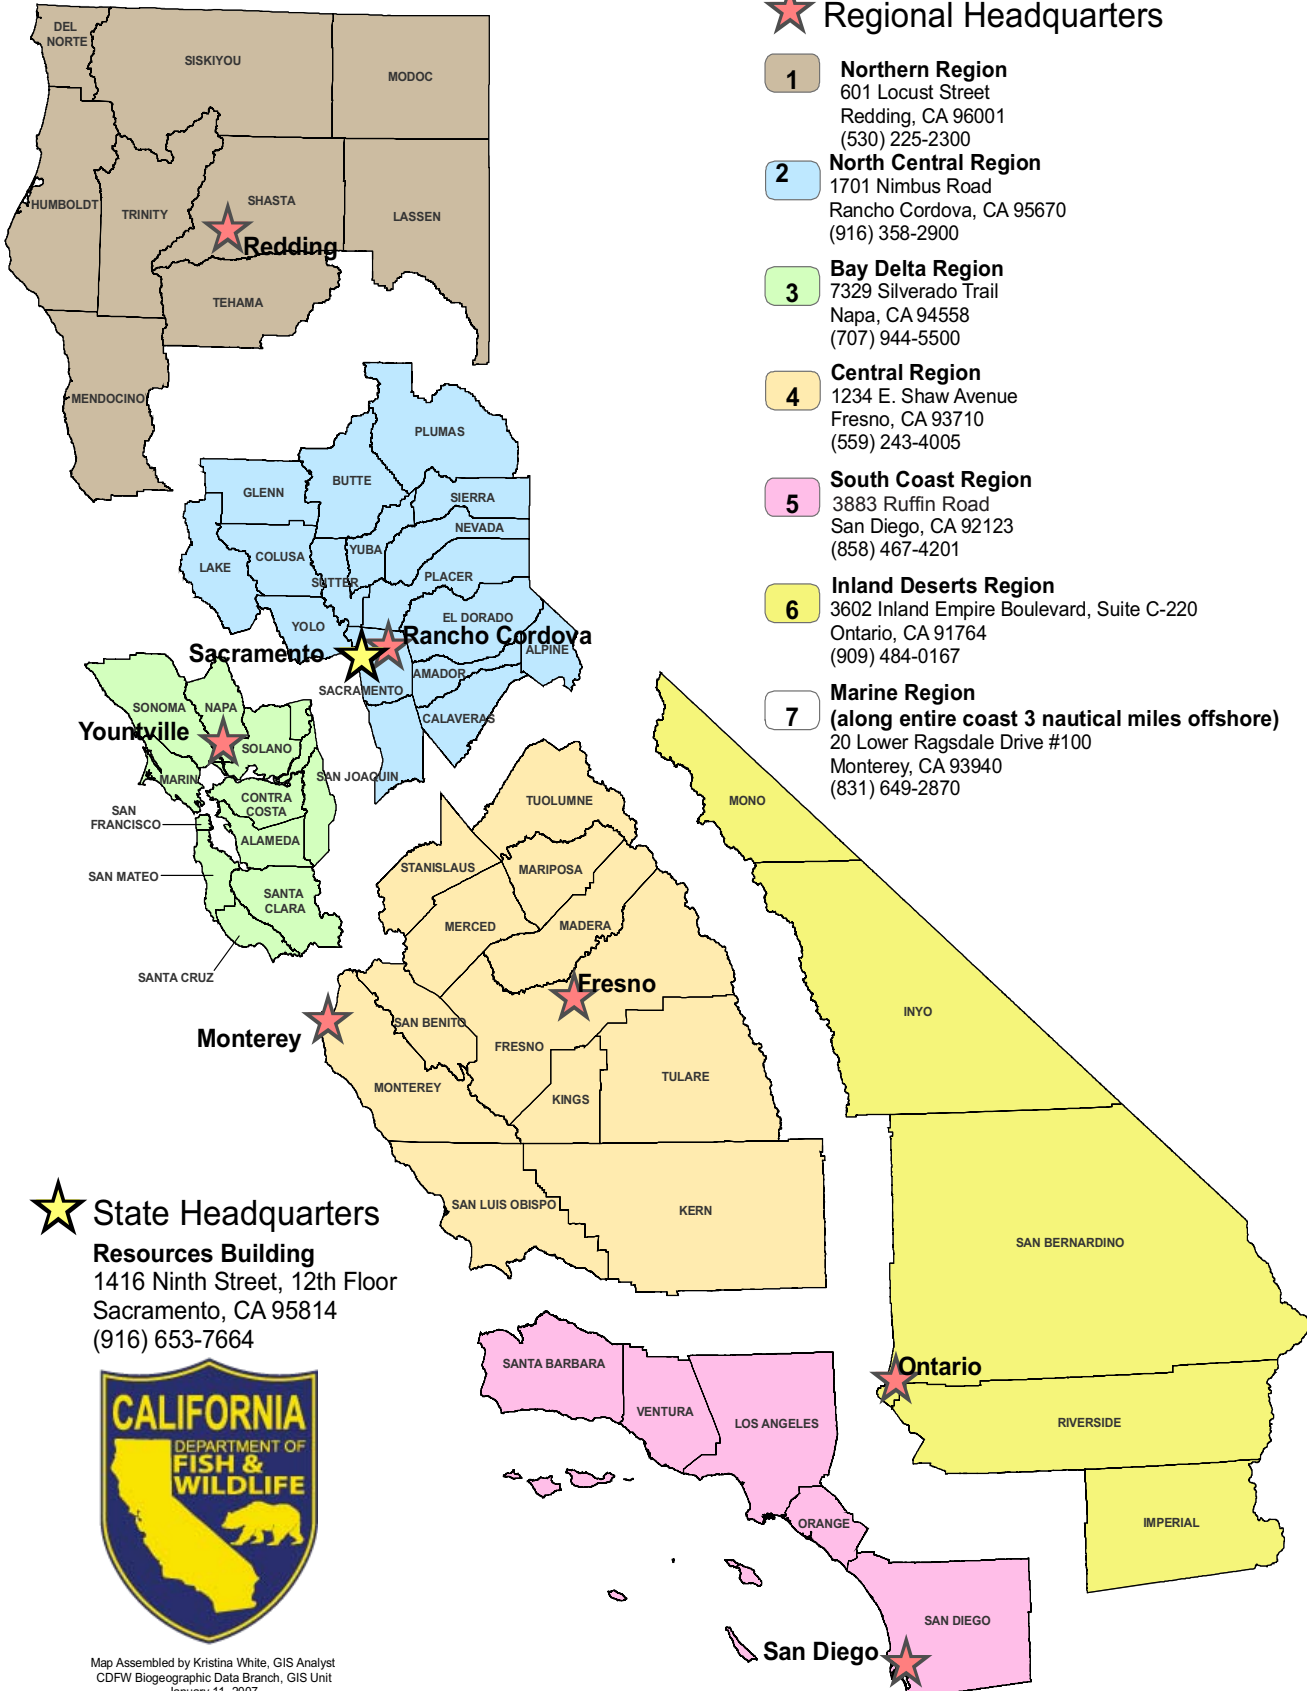 Regional Headquarters
1
Northern Region
601 Locust Street
Redding, CA 96001
(530) 225-2300
2
North Central Region
1701 Nimbus Road
Rancho Cordova, CA 95670
(916) 358-2900
3
Bay Delta Region
7329 Silverado Trail
Napa, CA 94558
(707) 944-5500
4
Central Region
1234 E. Shaw Avenue
Fresno, CA 93710
(559) 243-4005
5
South Coast Region
3883 Ruffin Road
San Diego, CA 92123
(858) 467-4201
6
Inland Deserts Region
3602 Inland Empire Boulevard, Suite C-220
Ontario, CA 91764
(909) 484-0167
7
Marine Region
(along entire coast 3 nautical miles offshore)
20 Lower Ragsdale Drive #100
Monterey, CA 93940
(831) 649-2870
DEL
NORTE
SISKIYOU
MODOC
HUMBOLDT
TRINITY
SHASTA
LASSEN
Redding
TEHAMA
MENDOCINO
PLUMAS
BUTTE
GLENN
SIERRA
NEVADA
YUBA
COLUSA
LAKE
SUTTER
PLACER
EL DORADO
YOLO
Rancho Cordova
ALPINE
Sacramento
AMADOR
SACRAMENTO
CALAVERAS
SONOMA
NAPA
Yountville
SOLANO
MARIN
SAN JOAQUIN
CONTRA
COSTA
SAN
FRANCISCO
ALAMEDA
SAN MATEO
SANTA
CLARA
SANTA CRUZ
TUOLUMNE
STANISLAUS
MARIPOSA
MERCED
MADERA
Fresno
Monterey
SAN BENITO
FRESNO
MONTEREY
KINGS
TULARE
SAN LUIS OBISPO
KERN
MONO
INYO
SAN BERNARDINO
Ontario
RIVERSIDE
IMPERIAL
SANTA BARBARA
VENTURA
LOS ANGELES
ORANGE
SAN DIEGO
San Diego
State Headquarters
Resources Building
1416 Ninth Street, 12th Floor
Sacramento, CA 95814
(916) 653-7664
CALIFORNIA
DEPARTMENT OF
FISH &
WILDLIFE
Map Assembled by Kristina White, GIS Analyst
CDFW Biogeographic Data Branch, GIS Unit
January 11, 2007